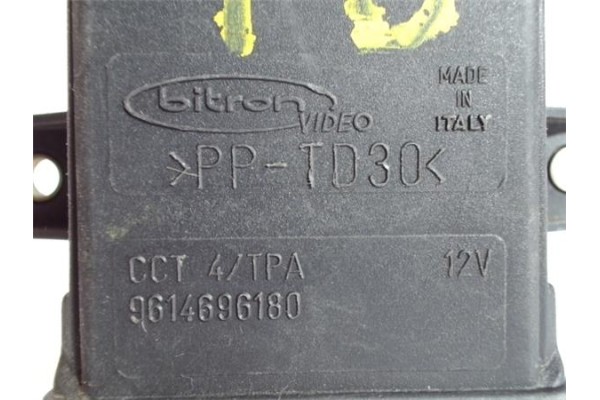 bitron
VIDEO
MADE
IN
ITALY
>PP-TD30<
CCT 4/TPA 12V
9614696180